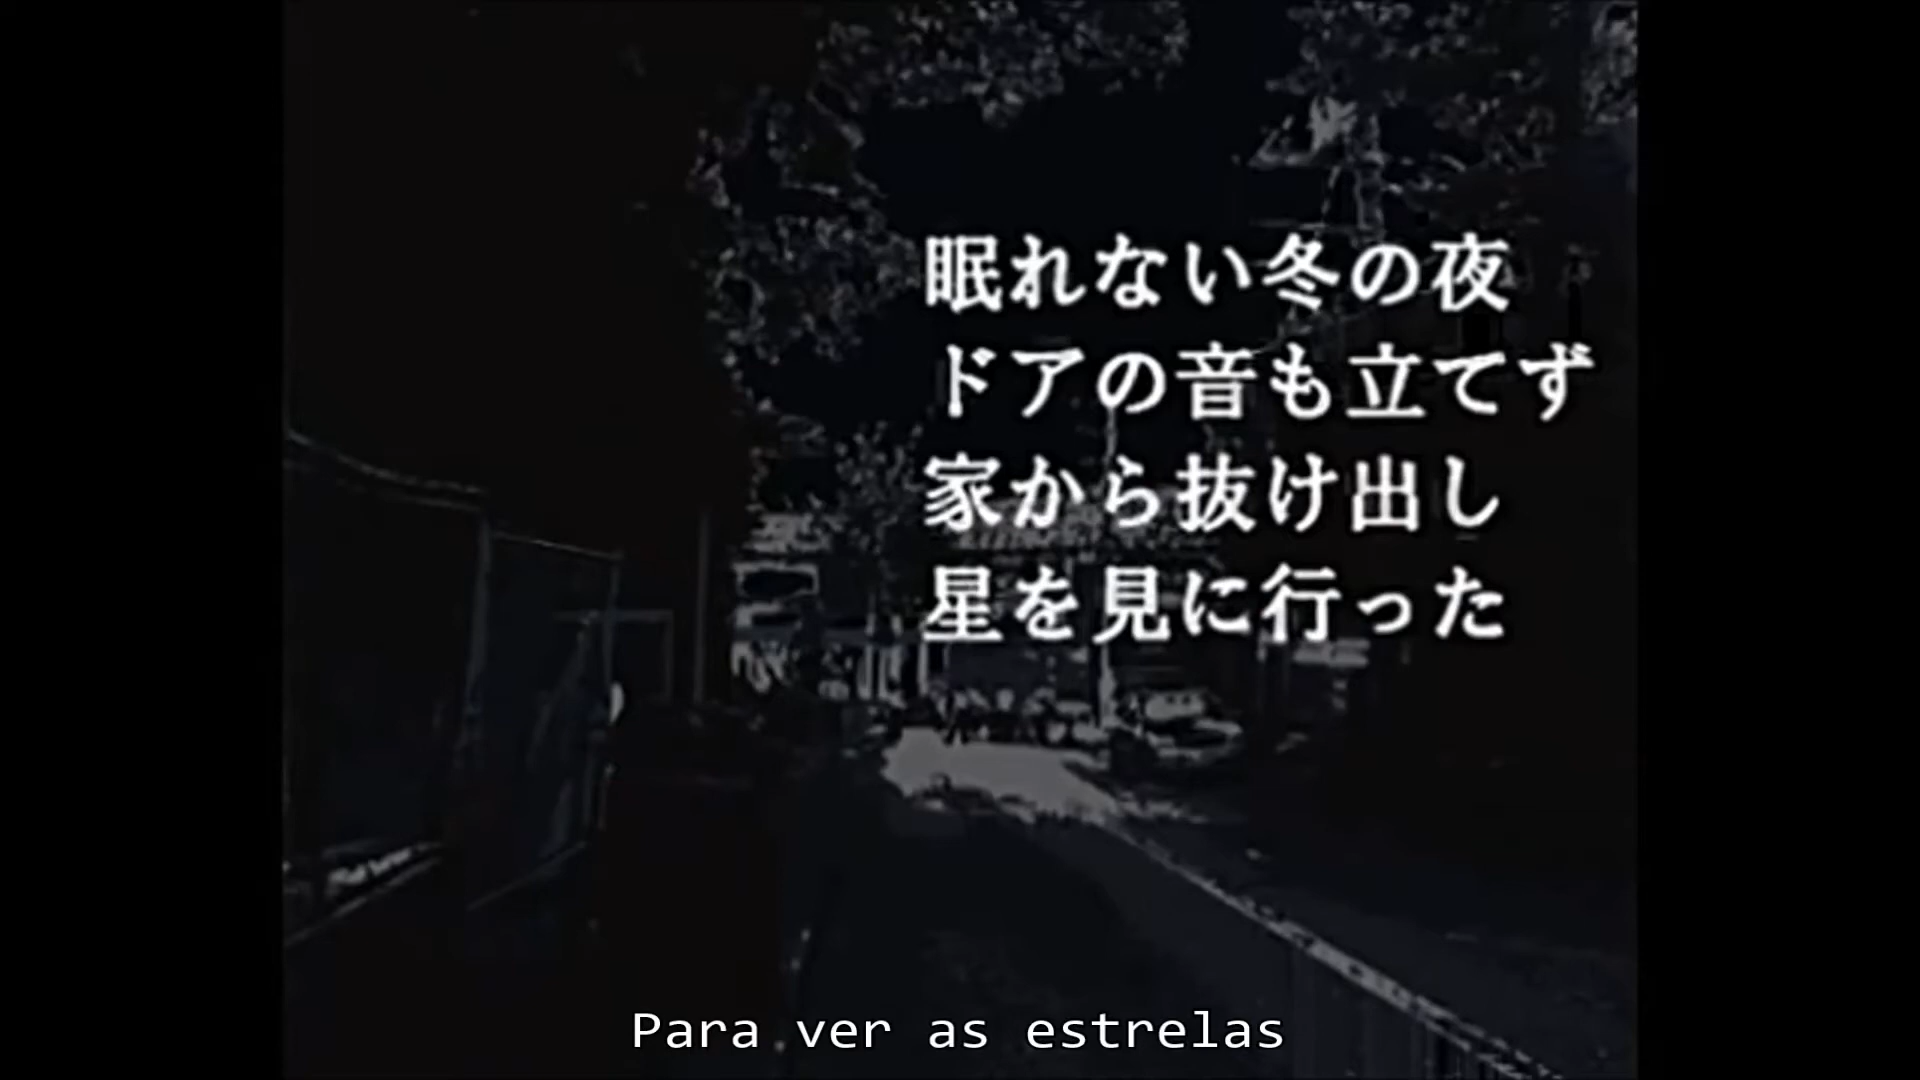 眠れない冬の夜
ドアの音も立てず
家から抜け出し
星を見に行った
Para ver as estrelas